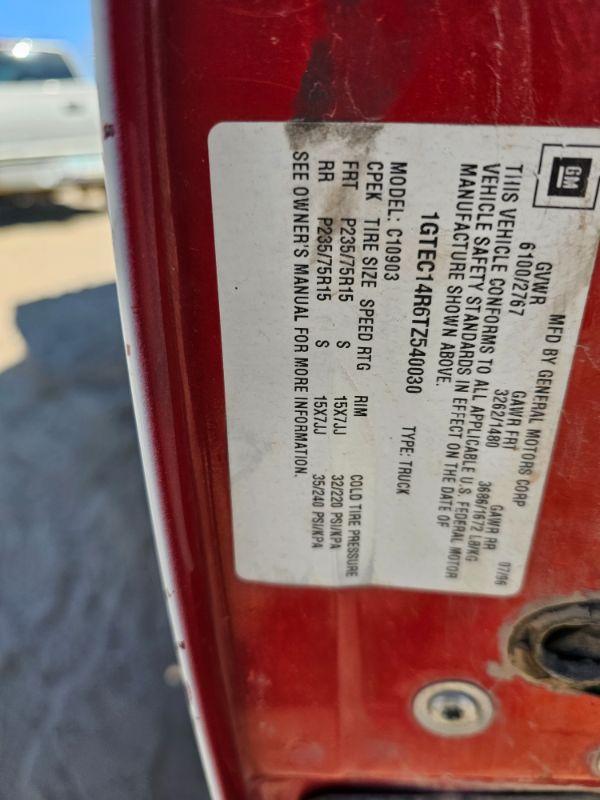 GM
MFD BY GENERAL MOTORS CORP 07/96
GVWR GAWR FRT GAWR RR
6100/2767 3262/1480 3686/1672 LB/KG
THIS VEHICLE CONFORMS TO ALL APPLICABLE U.S. FEDERAL MOTOR
VEHICLE SAFETY STANDARDS IN EFFECT ON THE DATE OF
MANUFACTURE SHOWN ABOVE.
1GTEC14R6TZ540030
MODEL: C10903 TYPE: TRUCK
CPEK TIRE SIZE SPEED RTG RIM COLD TIRE PRESSURE
FRT P235/75R15 S 15X7JJ 32/220 PSI/KPA
RR P235/75R15 S 15X7JJ 35/240 PSI/KPA
SEE OWNER'S MANUAL FOR MORE INFORMATION.